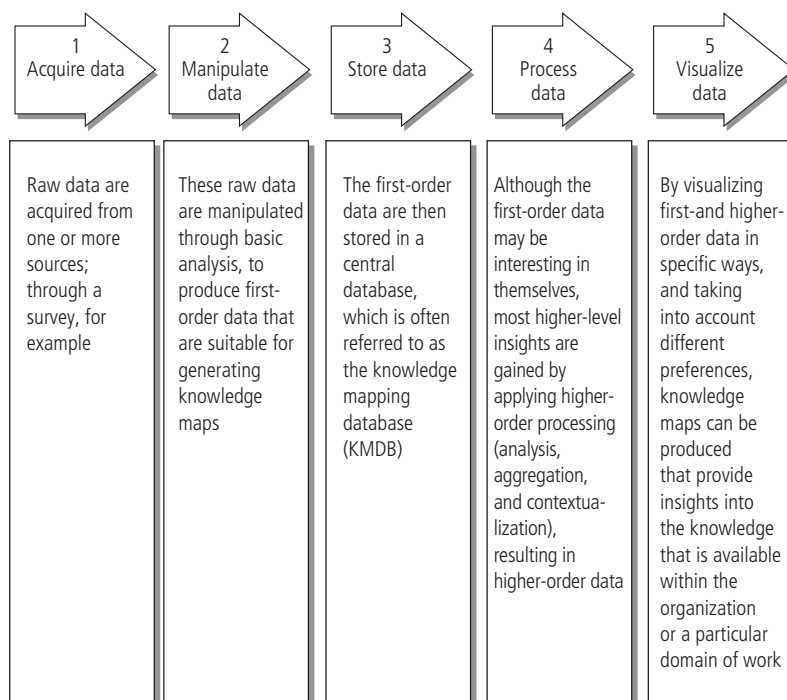 1
Acquire data
2
Manipulate
data
3
Store data
4
Process
data
5
Visualize
data
Raw data are
acquired from
one or more
sources;
through a
survey, for
example
These raw data
are manipulated
through basic
analysis, to
produce first-
order data that
are suitable for
generating
knowledge
maps
The first-order
data are then
stored in a
central
database,
which is often
referred to as
the knowledge
mapping
database
(KMDB)
Although the
first-order data
may be
interesting in
themselves,
most higher-level
insights are
gained by
applying higher-
order processing
(analysis,
aggregation,
and contextua-
lization),
resulting in
higher-order data
By visualizing
first-and higher-
order data in
specific ways,
and taking
into account
different
preferences,
knowledge
maps can be
produced
that provide
insights into
the knowledge
that is available
within the
organization
or a particular
domain of work